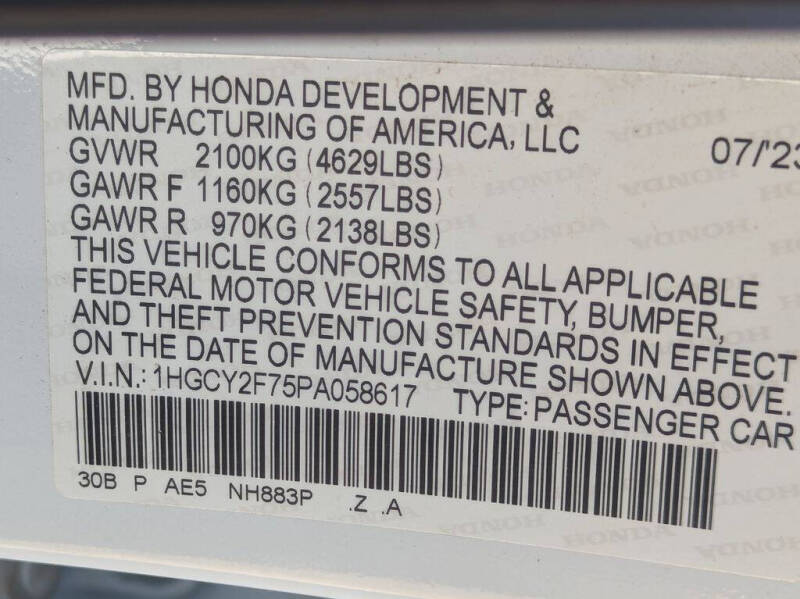 MFD. BY HONDA DEVELOPMENT &
MANUFACTURING OF AMERICA, LLC
07/'23
GVWR 2100KG (4629LBS)
GAWR F 1160KG (2557LBS)
GAWR R 970KG (2138LBS)
THIS VEHICLE CONFORMS TO ALL APPLICABLE
FEDERAL MOTOR VEHICLE SAFETY, BUMPER,
AND THEFT PREVENTION STANDARDS IN EFFECT
ON THE DATE OF MANUFACTURE SHOWN ABOVE.
V.I.N.: 1HGCY2F75PA058617 TYPE: PASSENGER CAR
30B P AE5 NH883P .Z .A
HONDA